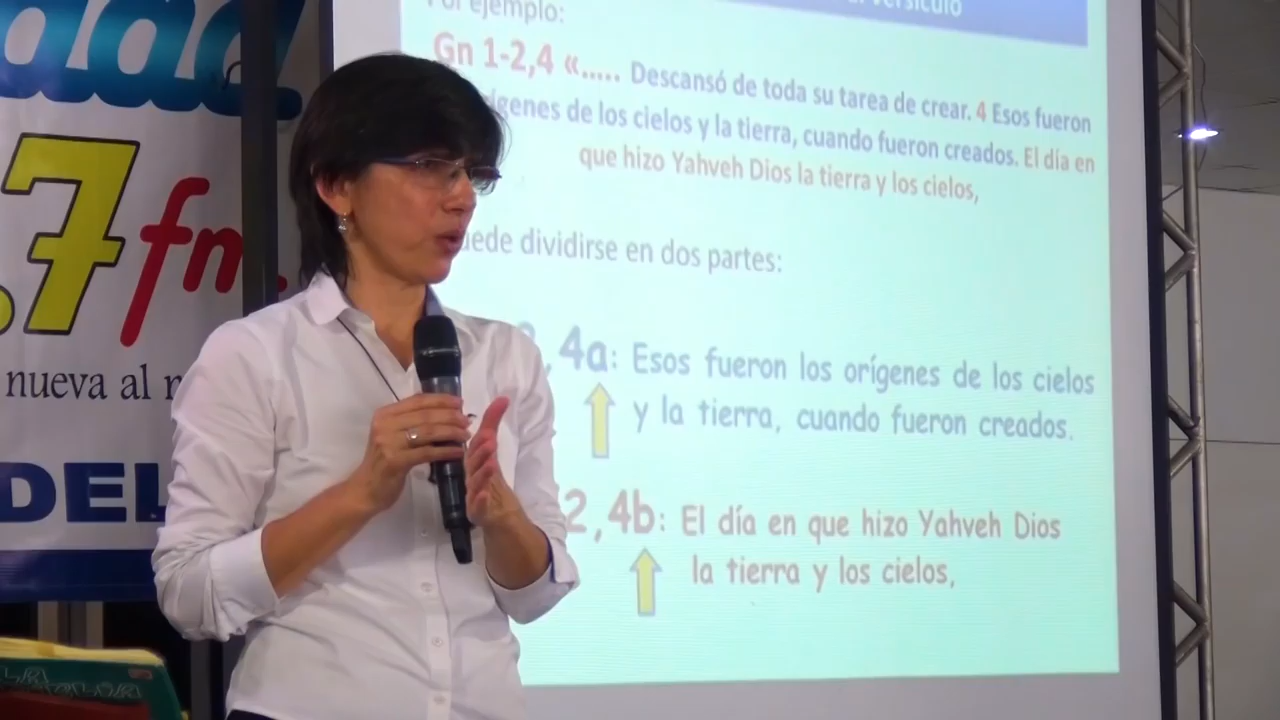 .7 fm.
nueva al
DEL
ejemplo:
Gn 1-2,4 «..... Descansó de toda su tarea de crear. 4 Esos fueron
de los cielos y la tierra, cuando fueron creados. El día en
que hizo Yahveh Dios la tierra y los cielos,
dividirse en dos partes:
,4a: Esos fueron los orígenes de los cielos
y la tierra, cuando fueron creados.
2,4b: El día en que hizo Yahveh Dios
la tierra y los cielos,